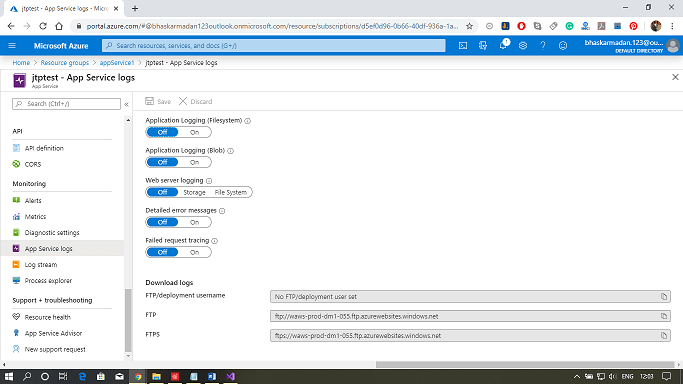 jtptest - App Service logs - Micro
portal.azure.com/#@bhaskarmadan123outlook.onmicrosoft.com/resource/subscriptions/d5ef0d96-0b66-40df-936a-1a...
Microsoft Azure
Search resources, services, and docs (G+/)
1
bhaskarmadan.123@ou...
DEFAULT DIRECTORY
Home > Resource groups > appService1 > jtptest - App Service logs
jtptest - App Service logs
App Service
Search (Ctrl+/)
Save Discard
API
API definition
CORS
Monitoring
Alerts
Metrics
Diagnostic settings
App Service logs
Log stream
Process explorer
Support + troubleshooting
Resource health
App Service Advisor
New support request
Application Logging (Filesystem)
Off On
Application Logging (Blob)
Off On
Web server logging
Off Storage File System
Detailed error messages
Off On
Failed request tracing
Off On
Download logs
FTP/deployment username
No FTP/deployment user set
FTP
ftp://waws-prod-dm1-055.ftp.azurewebsites.windows.net
FTPS
ftps://waws-prod-dm1-055.ftp.azurewebsites.windows.net
ENG 12:03